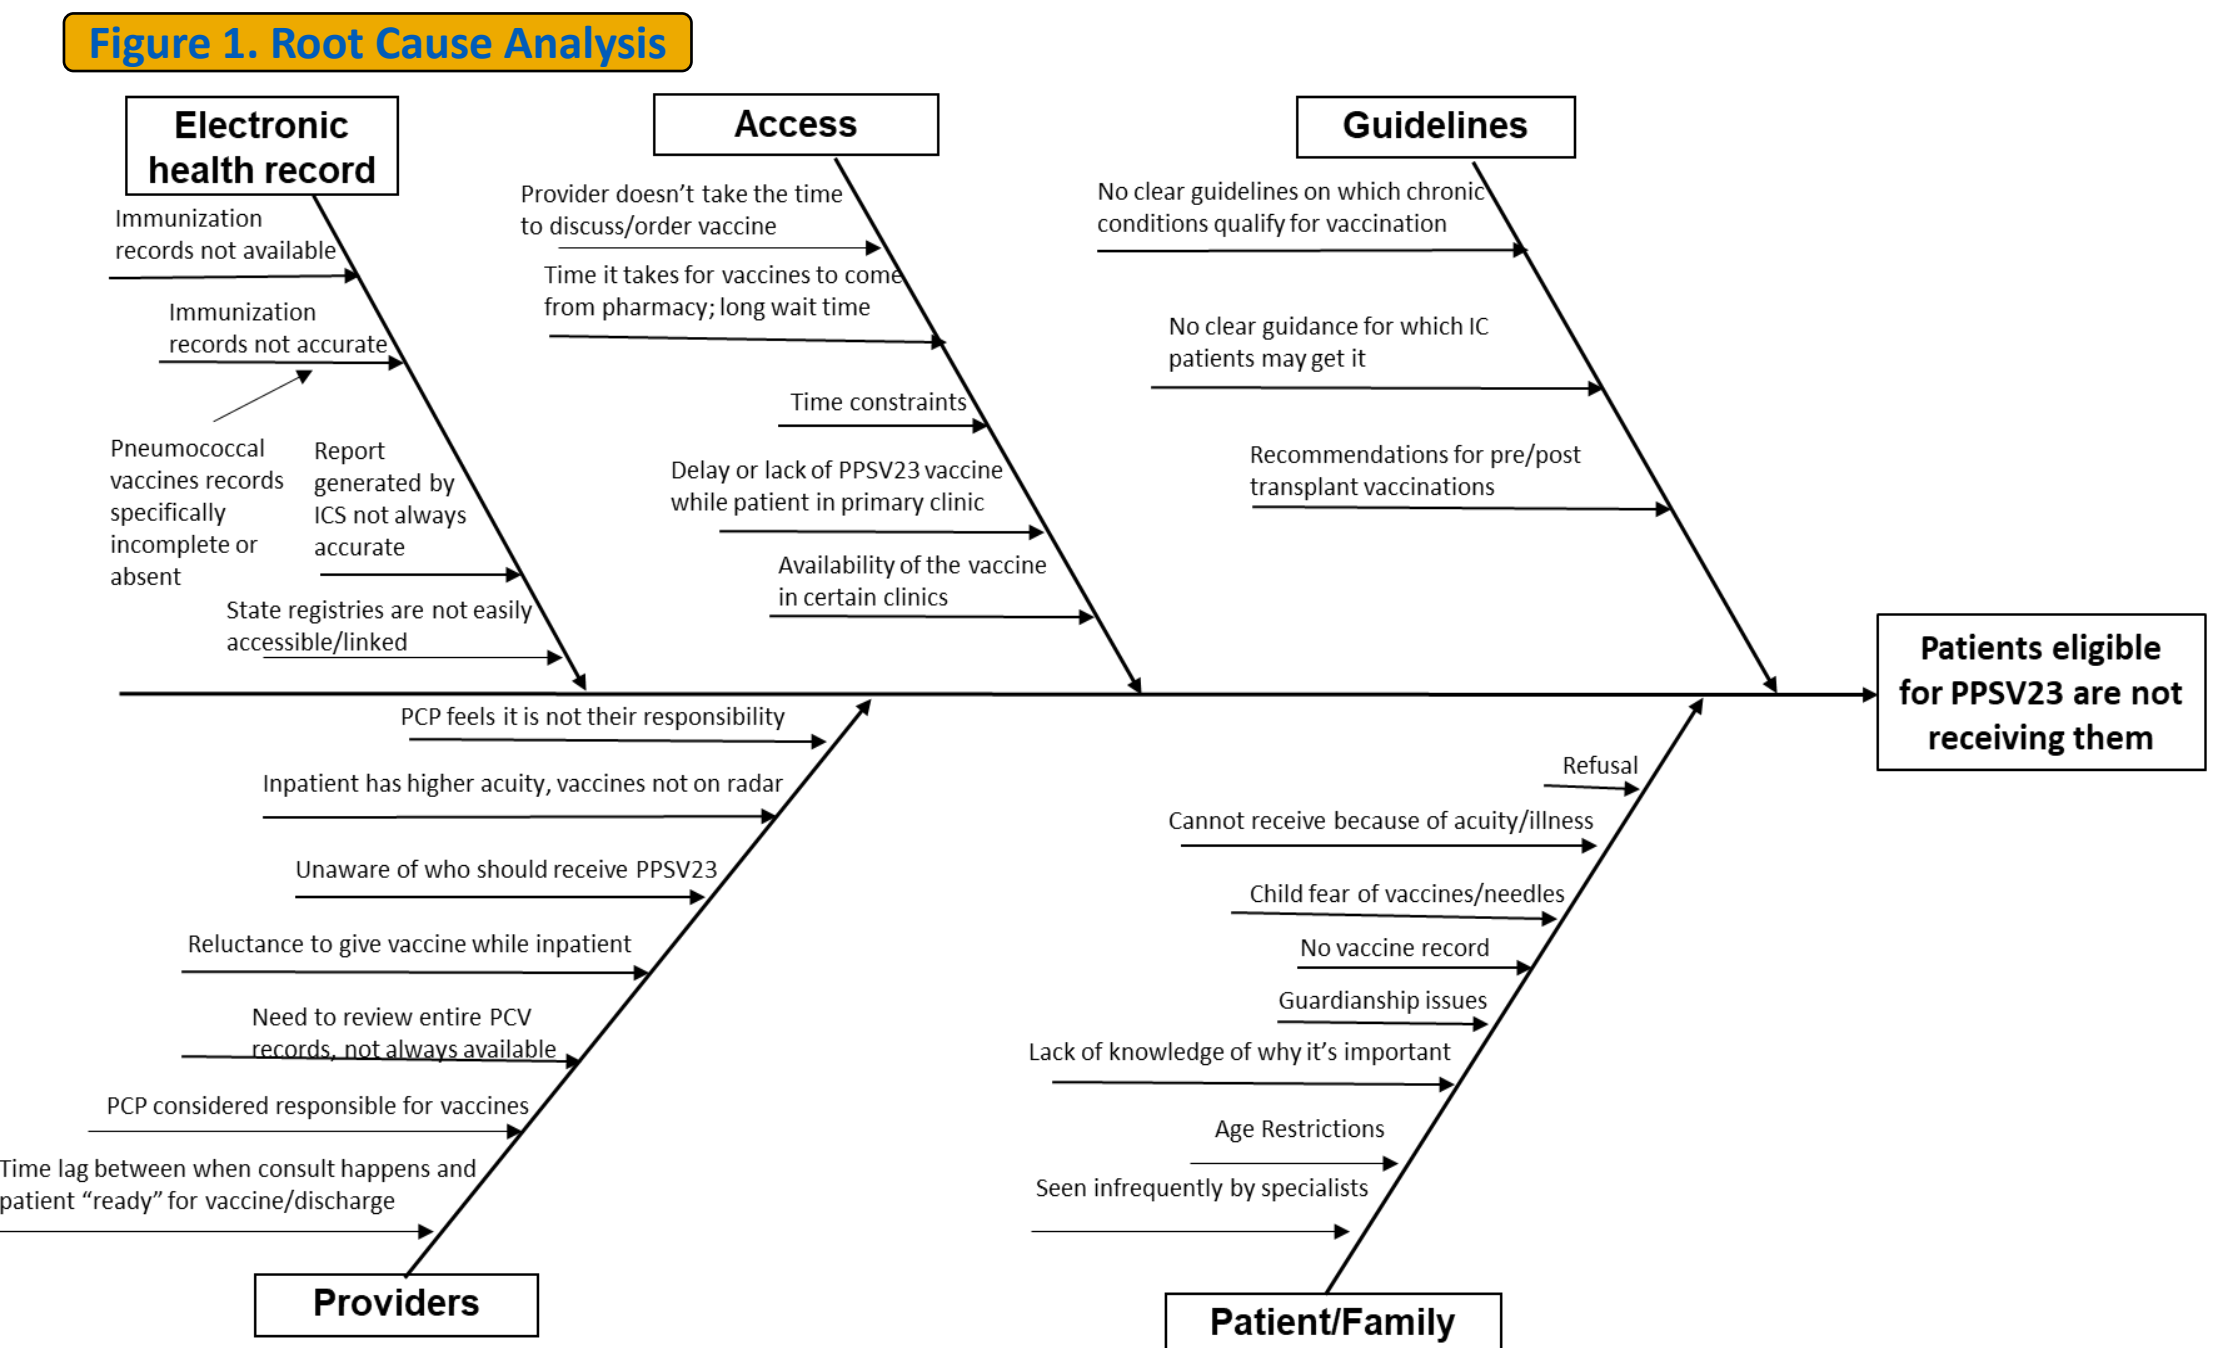 Figure 1. Root Cause Analysis
Electronic
health record
Immunization
records not available
Immunization
records not accurate
Pneumococcal
vaccines records
specifically
incomplete or
absent
Report
generated by
ICS not always
accurate
State registries are not easily
accessible/linked
Access
Provider doesn’t take the time
to discuss/order vaccine
Time it takes for vaccines to come
from pharmacy; long wait time
Time constraints
Delay or lack of PPSV23 vaccine
while patient in primary clinic
Availability of the vaccine
in certain clinics
Guidelines
No clear guidelines on which chronic
conditions qualify for vaccination
No clear guidance for which IC
patients may get it
Recommendations for pre/post
transplant vaccinations
Patients eligible
for PPSV23 are not
receiving them
PCP feels it is not their responsibility
Inpatient has higher acuity, vaccines not on radar
Unaware of who should receive PPSV23
Reluctance to give vaccine while inpatient
Need to review entire PCV
records, not always available
PCP considered responsible for vaccines
Time lag between when consult happens and
patient “ready” for vaccine/discharge
Providers
Refusal
Cannot receive because of acuity/illness
Child fear of vaccines/needles
No vaccine record
Guardianship issues
Lack of knowledge of why it’s important
Age Restrictions
Seen infrequently by specialists
Patient/Family